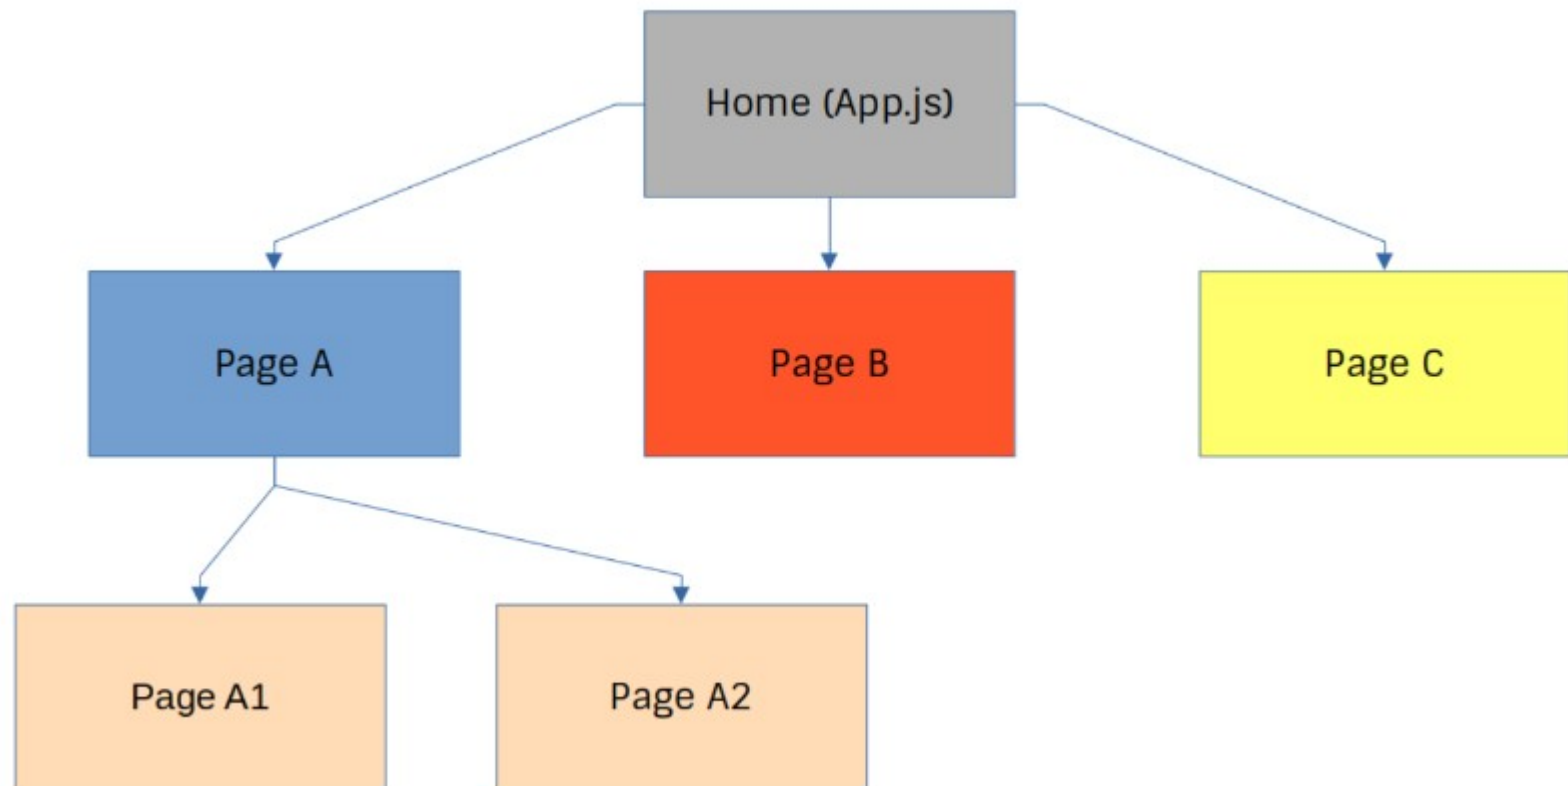 Home (App.js)
Page A
Page B
Page C
Page A1
Page A2